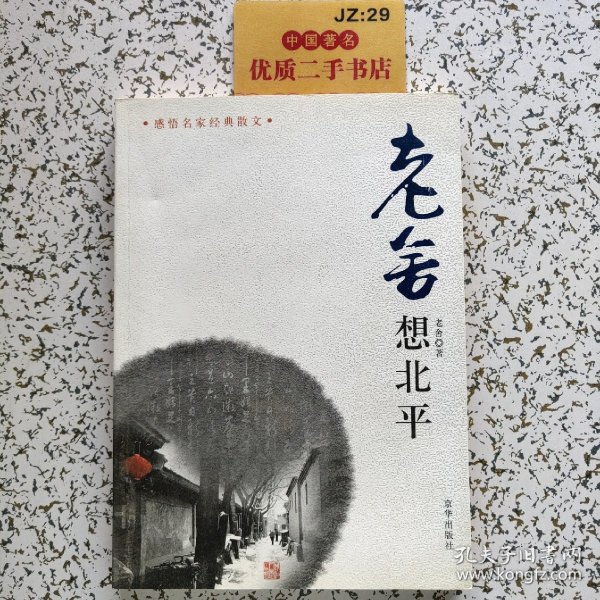 JZ:29
中国著名
优质二手书店
•感悟名家经典散文•
老舍
想北平
老舍◎著
京华出版社
孔夫子旧书网
www.kongfz.com